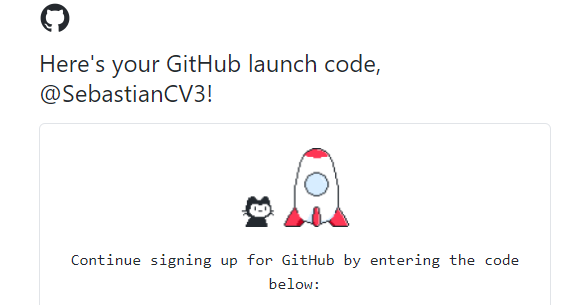 Here's your GitHub launch code,
@SebastianCV3!
Continue signing up for GitHub by entering the code
below: